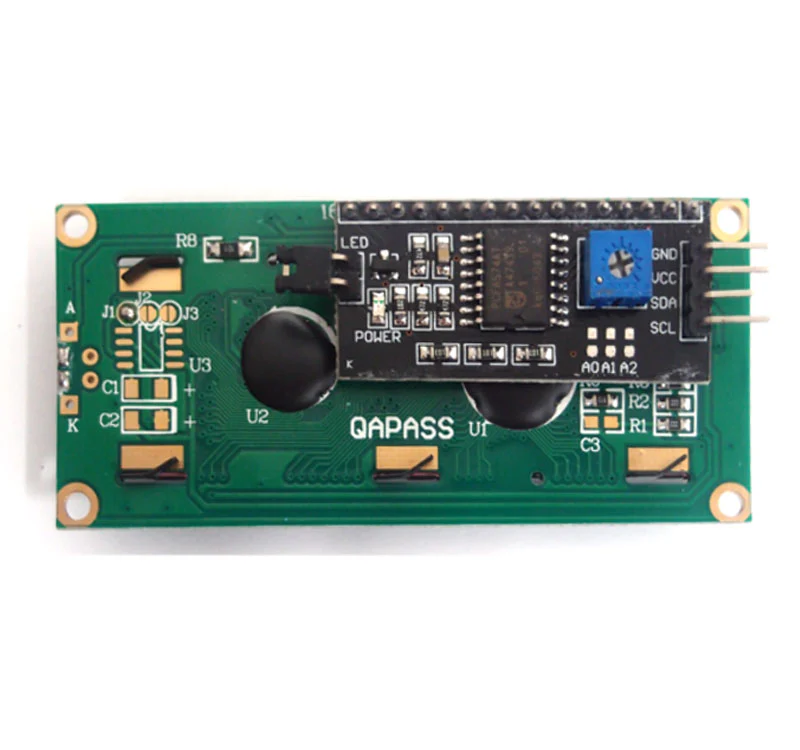 16
LED
R8
GND
VCC
SDA
SCL
A
J1
J2
J3
POWER
U3
A0 A1 A2
K
C1
+
K
C2
+
U2
QAPASS
U1
R2
R1
C3